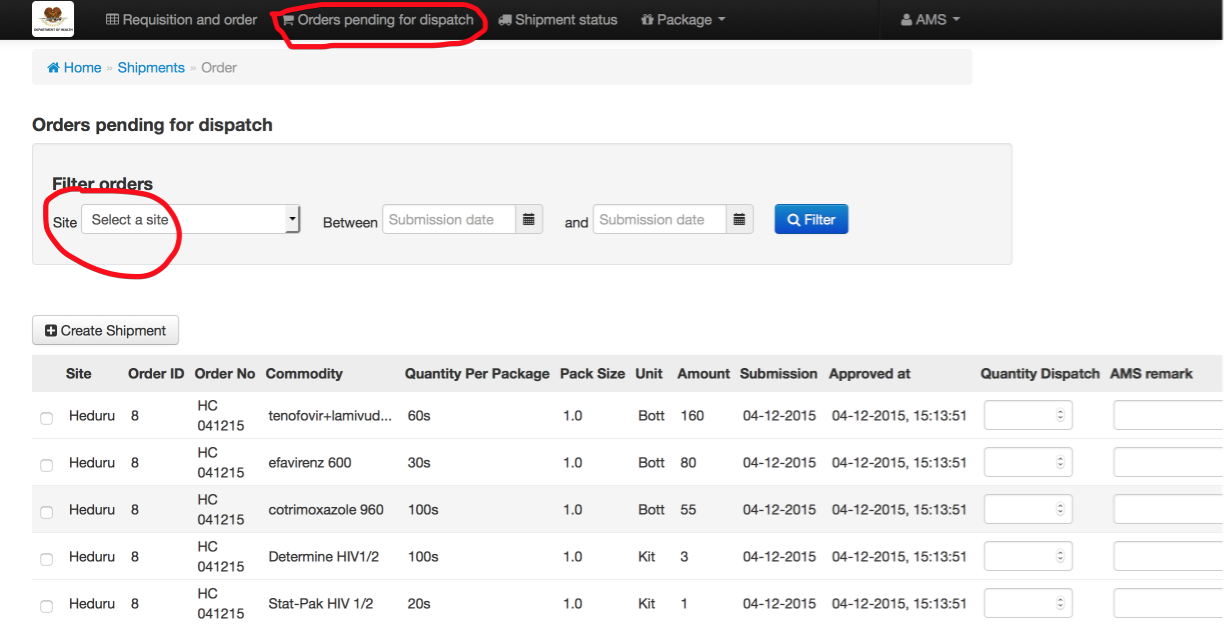 DEPARTMENT OF HEALTH
Requisition and order Orders pending for dispatch Shipment status Package AMS
Home » Shipments » Order
Orders pending for dispatch
Filter orders
Site Select a site Between Submission date and Submission date Filter
Create Shipment
Site Order ID Order No Commodity Quantity Per Package Pack Size Unit Amount Submission Approved at Quantity Dispatch AMS remark
Heduru 8 HC 041215 tenofovir+lamivud... 60s 1.0 Bott 160 04-12-2015 04-12-2015, 15:13:51
Heduru 8 HC 041215 efavirenz 600 30s 1.0 Bott 80 04-12-2015 04-12-2015, 15:13:51
Heduru 8 HC 041215 cotrimoxazole 960 100s 1.0 Bott 55 04-12-2015 04-12-2015, 15:13:51
Heduru 8 HC 041215 Determine HIV1/2 100s 1.0 Kit 3 04-12-2015 04-12-2015, 15:13:51
Heduru 8 HC 041215 Stat-Pak HIV 1/2 20s 1.0 Kit 1 04-12-2015 04-12-2015, 15:13:51